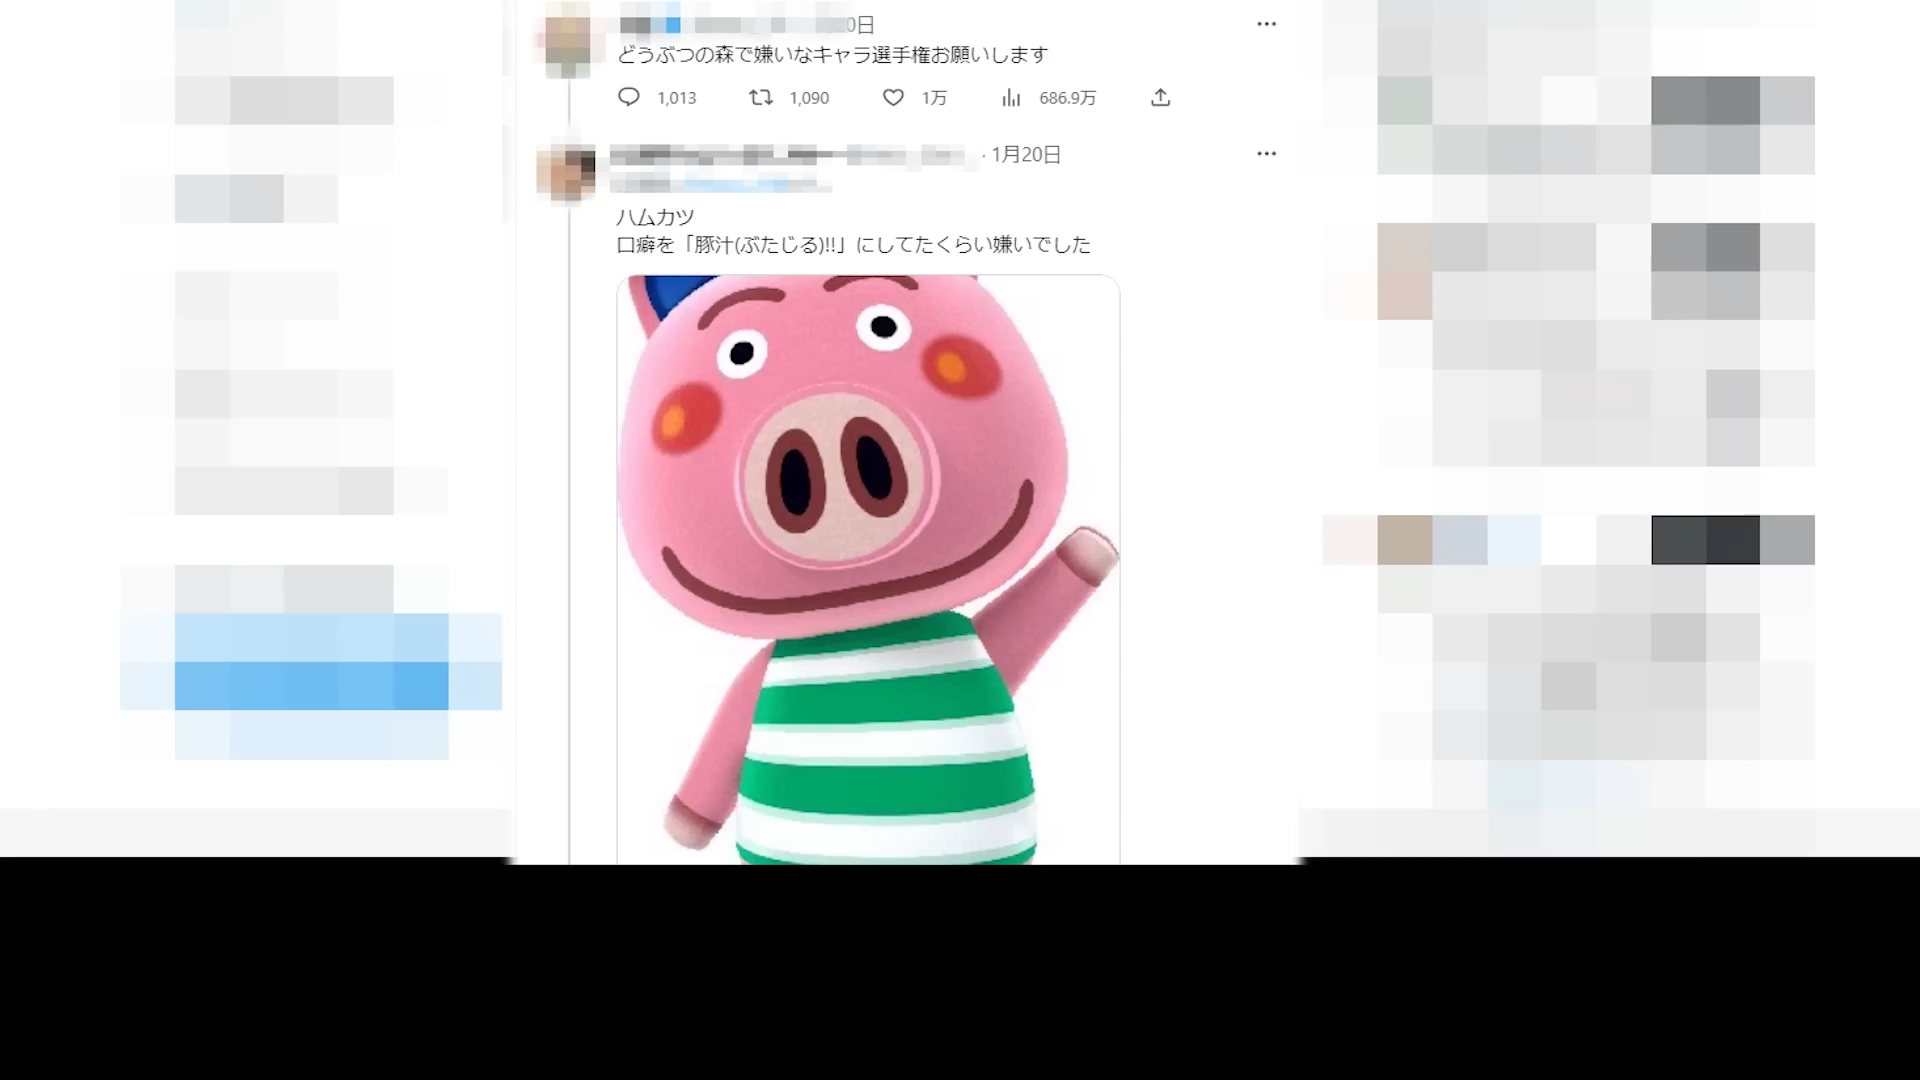 0日
どうぶつの森で嫌いなキャラ選手権お願いします
1,013 1,090 1万 686.9万
· 1月20日
ハムカツ
口癖を「豚汁(ぶたじる)!!」にしてたくらい嫌いでした